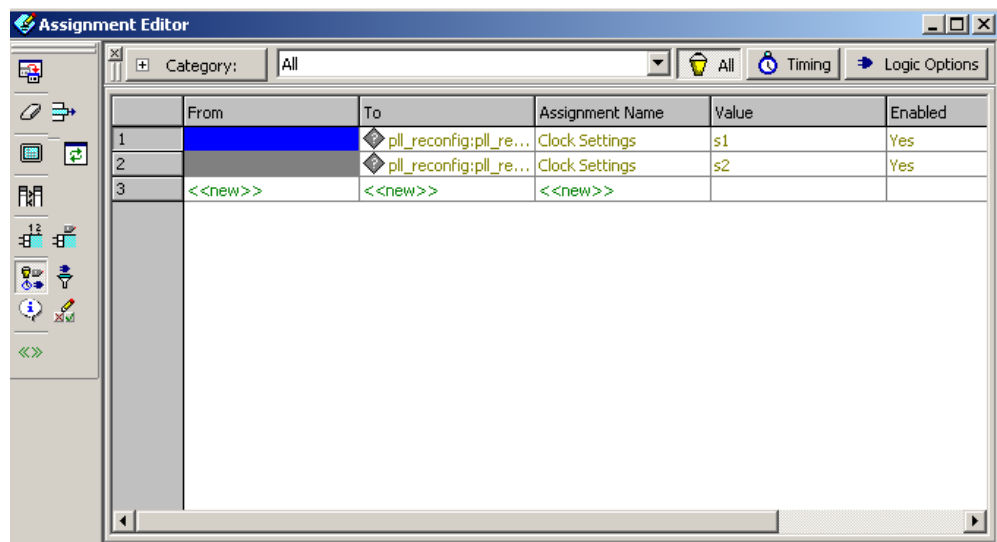 Assignment Editor
Category: All All Timing Logic Options
From To Assignment Name Value Enabled
1 pll_reconfig:pll_re... Clock Settings s1 Yes
2 pll_reconfig:pll_re... Clock Settings s2 Yes
3 <<new>> <<new>> <<new>>